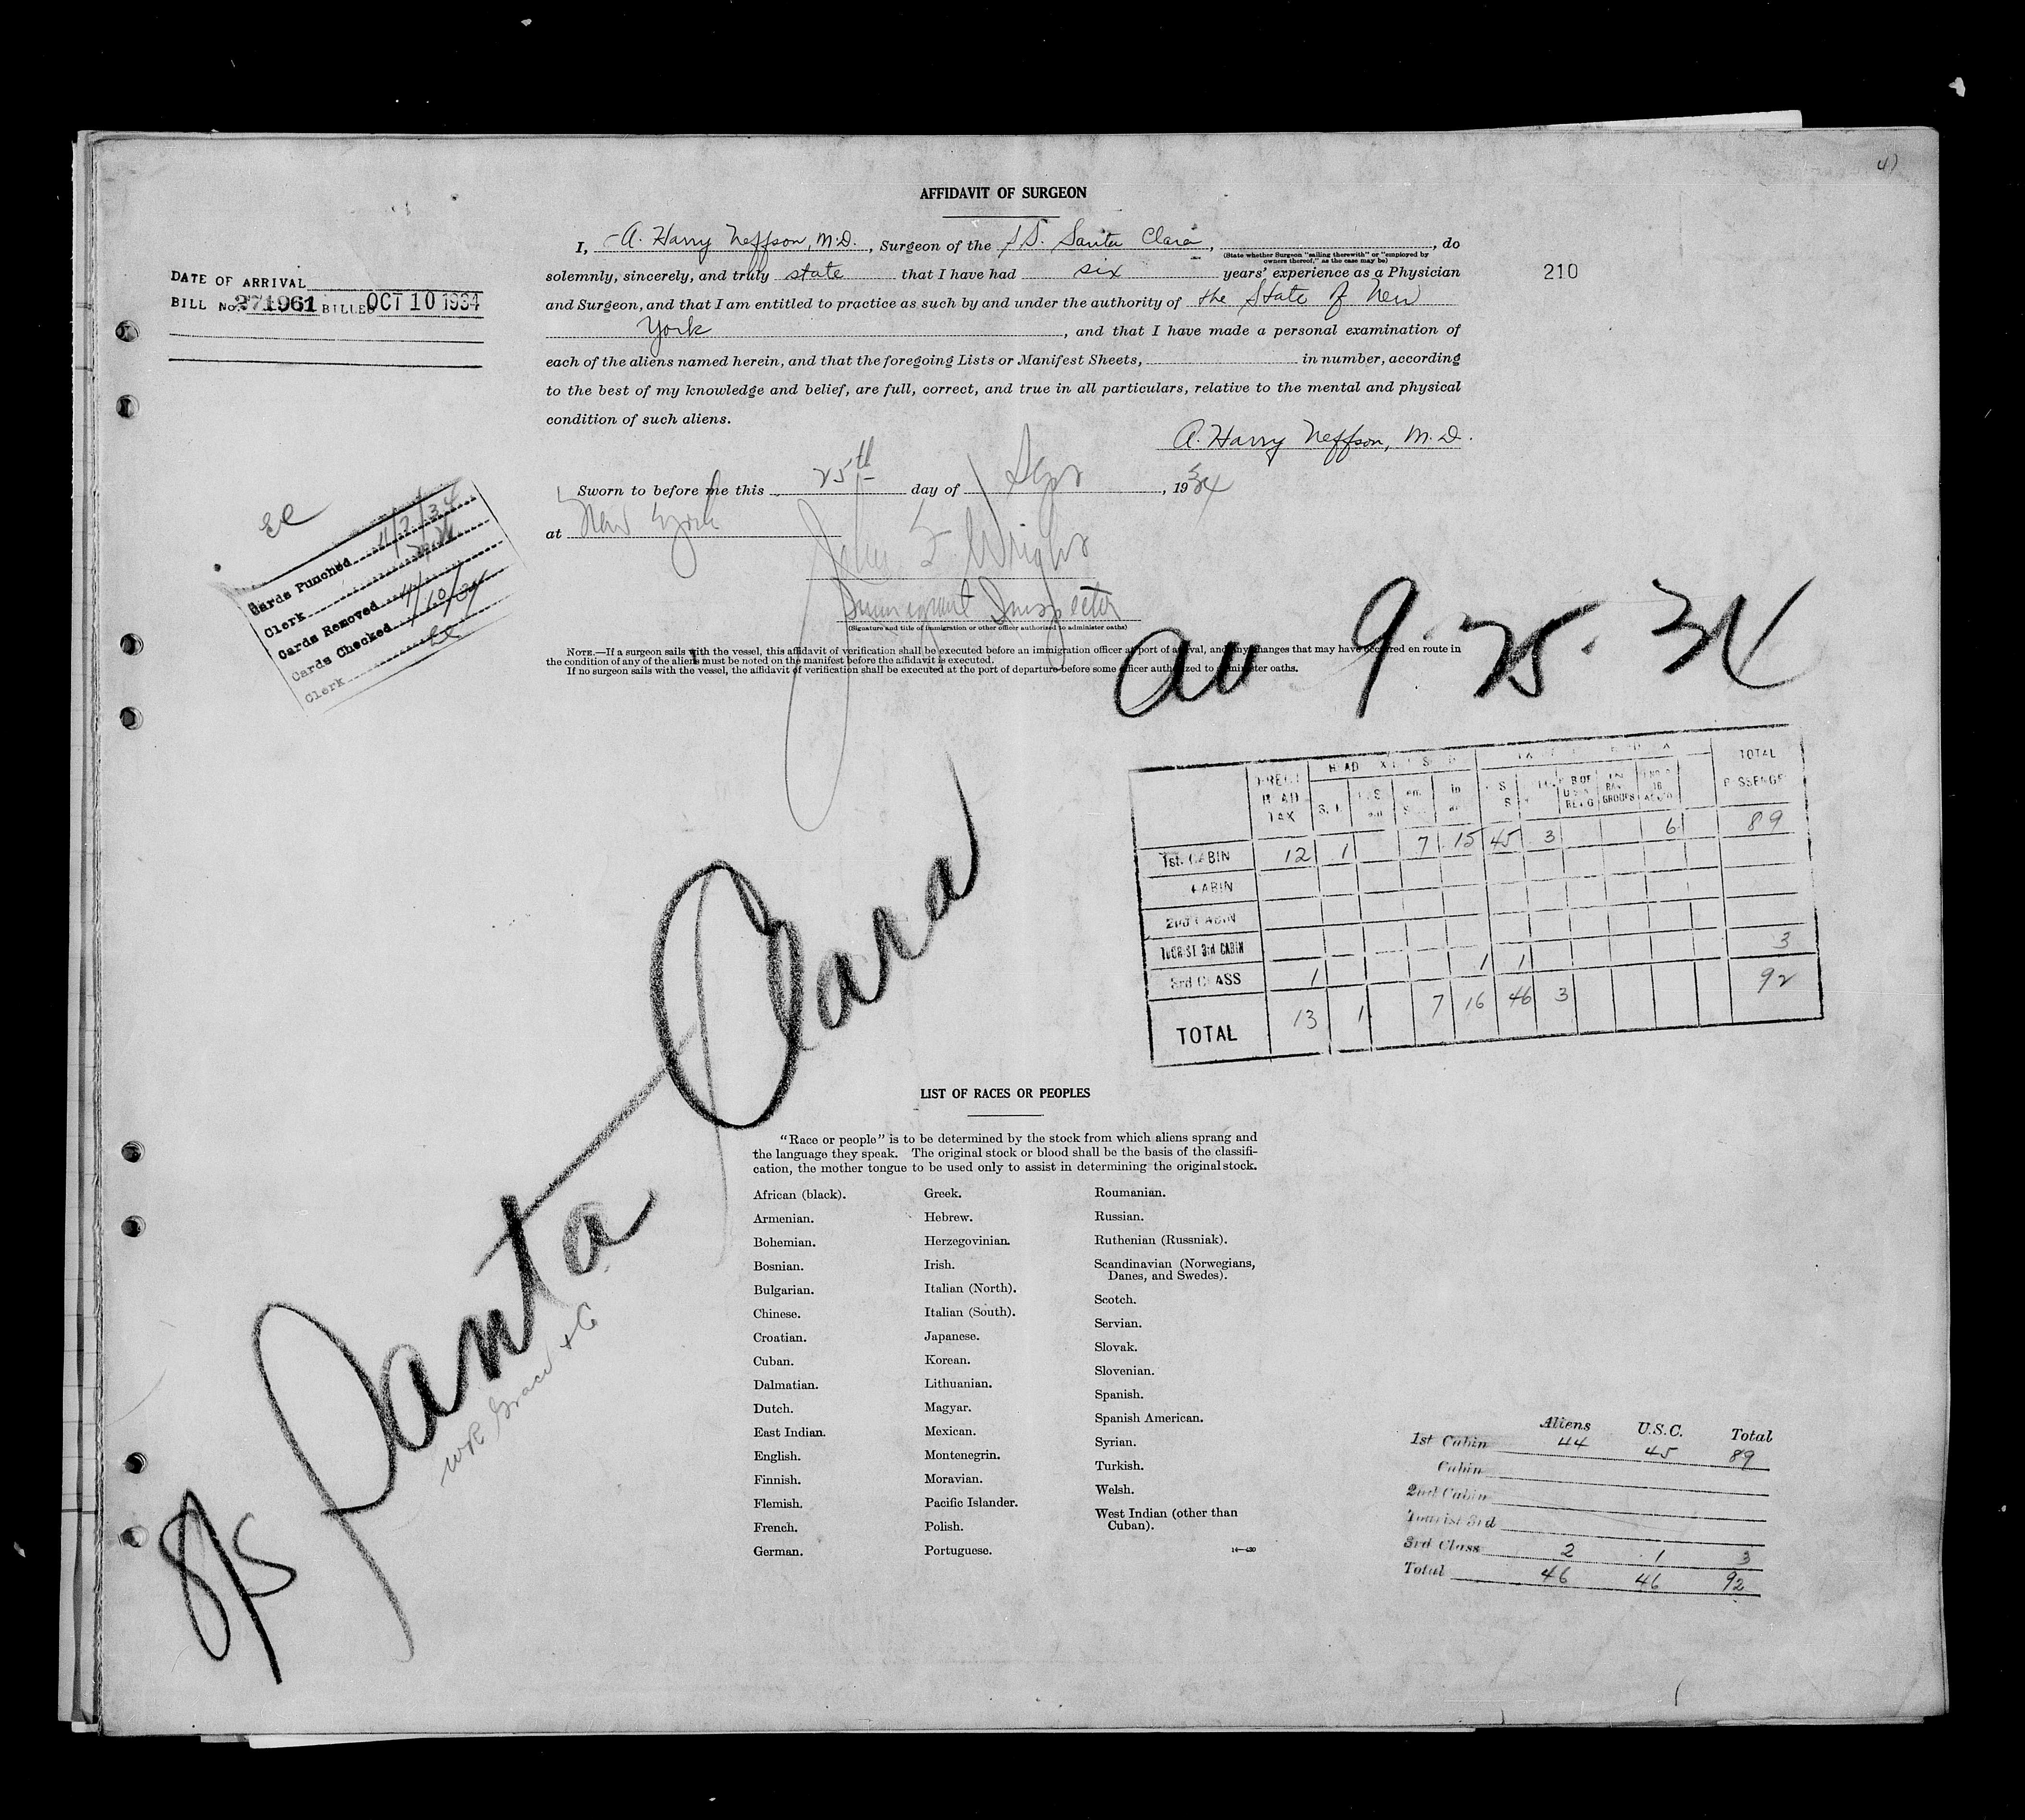 AFFIDAVIT OF SURGEON
I, A. Harry Neffson, M.D., Surgeon of the SS. Santa Clara, , do
(State whether Surgeon "sailing therewith" or "employed by
owners thereof," as the case may be)
solemnly, sincerely, and truly state that I have had six years' experience as a Physician
and Surgeon, and that I am entitled to practice as such by and under the authority of the State of New
York, and that I have made a personal examination of
each of the aliens named herein, and that the foregoing Lists or Manifest Sheets, in number, according
to the best of my knowledge and belief, are full, correct, and true in all particulars, relative to the mental and physical
condition of such aliens.
A. Harry Neffson, M.D.
Sworn to before me this 25th day of Sept, 1934
at New York
John F. Wright
Immigrant Inspector
(Signature and title of immigration or other officer authorized to administer oaths)
NOTE.—If a surgeon sails with the vessel, this affidavit of verification shall be executed before an immigration officer at port of arrival, and any changes that may have occurred en route in
the condition of any of the aliens must be noted on the manifest before the affidavit is executed.
If no surgeon sails with the vessel, the affidavit of verification shall be executed at the port of departure before some officer authorized to administer oaths.
210
DATE OF ARRIVAL
BILL No. 271961 BILLED OCT 10 1934
Cards Punched 4/2/34
Clerk
Cards Removed 4/10/34
Cards Checked
Clerk
9-25-34
TOTAL
1st. CABIN 12 1 7 15 45 3 6 89
CABIN
2nd CABIN
TOURIST 3rd CABIN
3rd CLASS 1 1 1 3
TOTAL 13 1 7 16 46 3 92
S/S Santa Clara
WR Grace & Co
LIST OF RACES OR PEOPLES
"Race or people" is to be determined by the stock from which aliens sprang and
the language they speak. The original stock or blood shall be the basis of the classifi-
cation, the mother tongue to be used only to assist in determining the original stock.
African (black).
Armenian.
Bohemian.
Bosnian.
Bulgarian.
Chinese.
Croatian.
Cuban.
Dalmatian.
Dutch.
East Indian.
English.
Finnish.
Flemish.
French.
German.
Greek.
Hebrew.
Herzegovinian.
Irish.
Italian (North).
Italian (South).
Japanese.
Korean.
Lithuanian.
Magyar.
Mexican.
Montenegrin.
Moravian.
Pacific Islander.
Polish.
Portuguese.
Roumanian.
Russian.
Ruthenian (Russniak).
Scandinavian (Norwegians,
Danes, and Swedes).
Scotch.
Servian.
Slovak.
Slovenian.
Spanish.
Spanish American.
Syrian.
Turkish.
Welsh.
West Indian (other than
Cuban).
14—430
Aliens U.S.C. Total
1st Cabin 44 45 89
Cabin
2nd Cabin
Tourist 3rd
3rd Class 2 1 3
Total 46 46 92